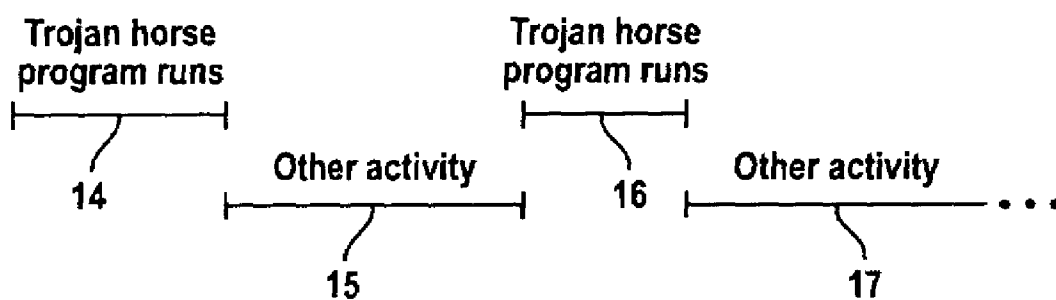 Trojan horse
program runs
Trojan horse
program runs
14
Other activity
16
Other activity
15
17